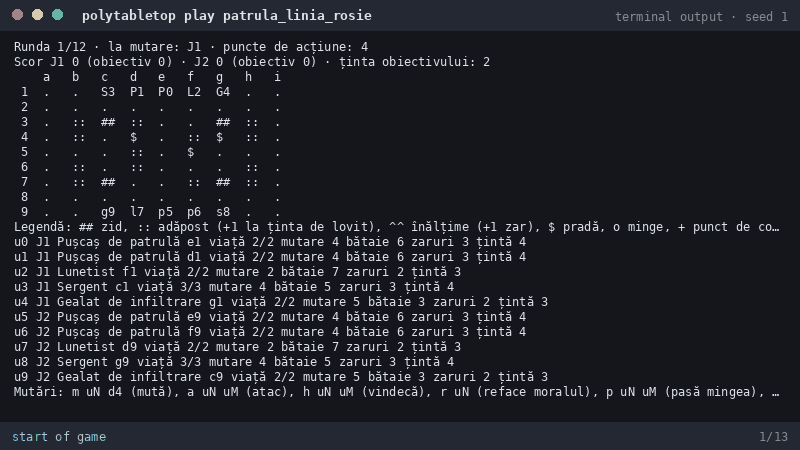 polytabletop play patrula_linia_rosie
terminal output · seed 1
Runda 1/12 · la mutare: J1 · puncte de acțiune: 4
Scor J1 0 (obiectiv 0) · J2 0 (obiectiv 0) · ținta obiectivului: 2
a b c d e f g h i
1 . . S3 P1 P0 L2 G4 . .
2 . . . . . . . . .
3 . :: ## :: . . ## :: .
4 . :: . $ . :: $ :: .
5 . . . :: . $ . . .
6 . :: . :: . . . :: .
7 . :: ## . . :: ## :: .
8 . . . . . . . . .
9 . . g9 l7 p5 p6 s8 . .
Legendă: ## zid, :: adăpost (+1 la ținta de lovit), ^^ înălțime (+1 zar), $ pradă, o minge, + punct de co…
u0 J1 Pușcaș de patrulă e1 viață 2/2 mutare 4 bătaie 6 zaruri 3 țintă 4
u1 J1 Pușcaș de patrulă d1 viață 2/2 mutare 4 bătaie 6 zaruri 3 țintă 4
u2 J1 Lunetist f1 viață 2/2 mutare 2 bătaie 7 zaruri 2 țintă 3
u3 J1 Sergent c1 viață 3/3 mutare 4 bătaie 5 zaruri 3 țintă 4
u4 J1 Gealat de infiltrare g1 viață 2/2 mutare 5 bătaie 3 zaruri 2 țintă 3
u5 J2 Pușcaș de patrulă e9 viață 2/2 mutare 4 bătaie 6 zaruri 3 țintă 4
u6 J2 Pușcaș de patrulă f9 viață 2/2 mutare 4 bătaie 6 zaruri 3 țintă 4
u7 J2 Lunetist d9 viață 2/2 mutare 2 bătaie 7 zaruri 2 țintă 3
u8 J2 Sergent g9 viață 3/3 mutare 4 bătaie 5 zaruri 3 țintă 4
u9 J2 Gealat de infiltrare c9 viață 2/2 mutare 5 bătaie 3 zaruri 2 țintă 3
Mutări: m uN d4 (mută), a uN uM (atac), h uN uM (vindecă), r uN (reface moralul), p uN uM (pasă mingea), …
start of game
1/13